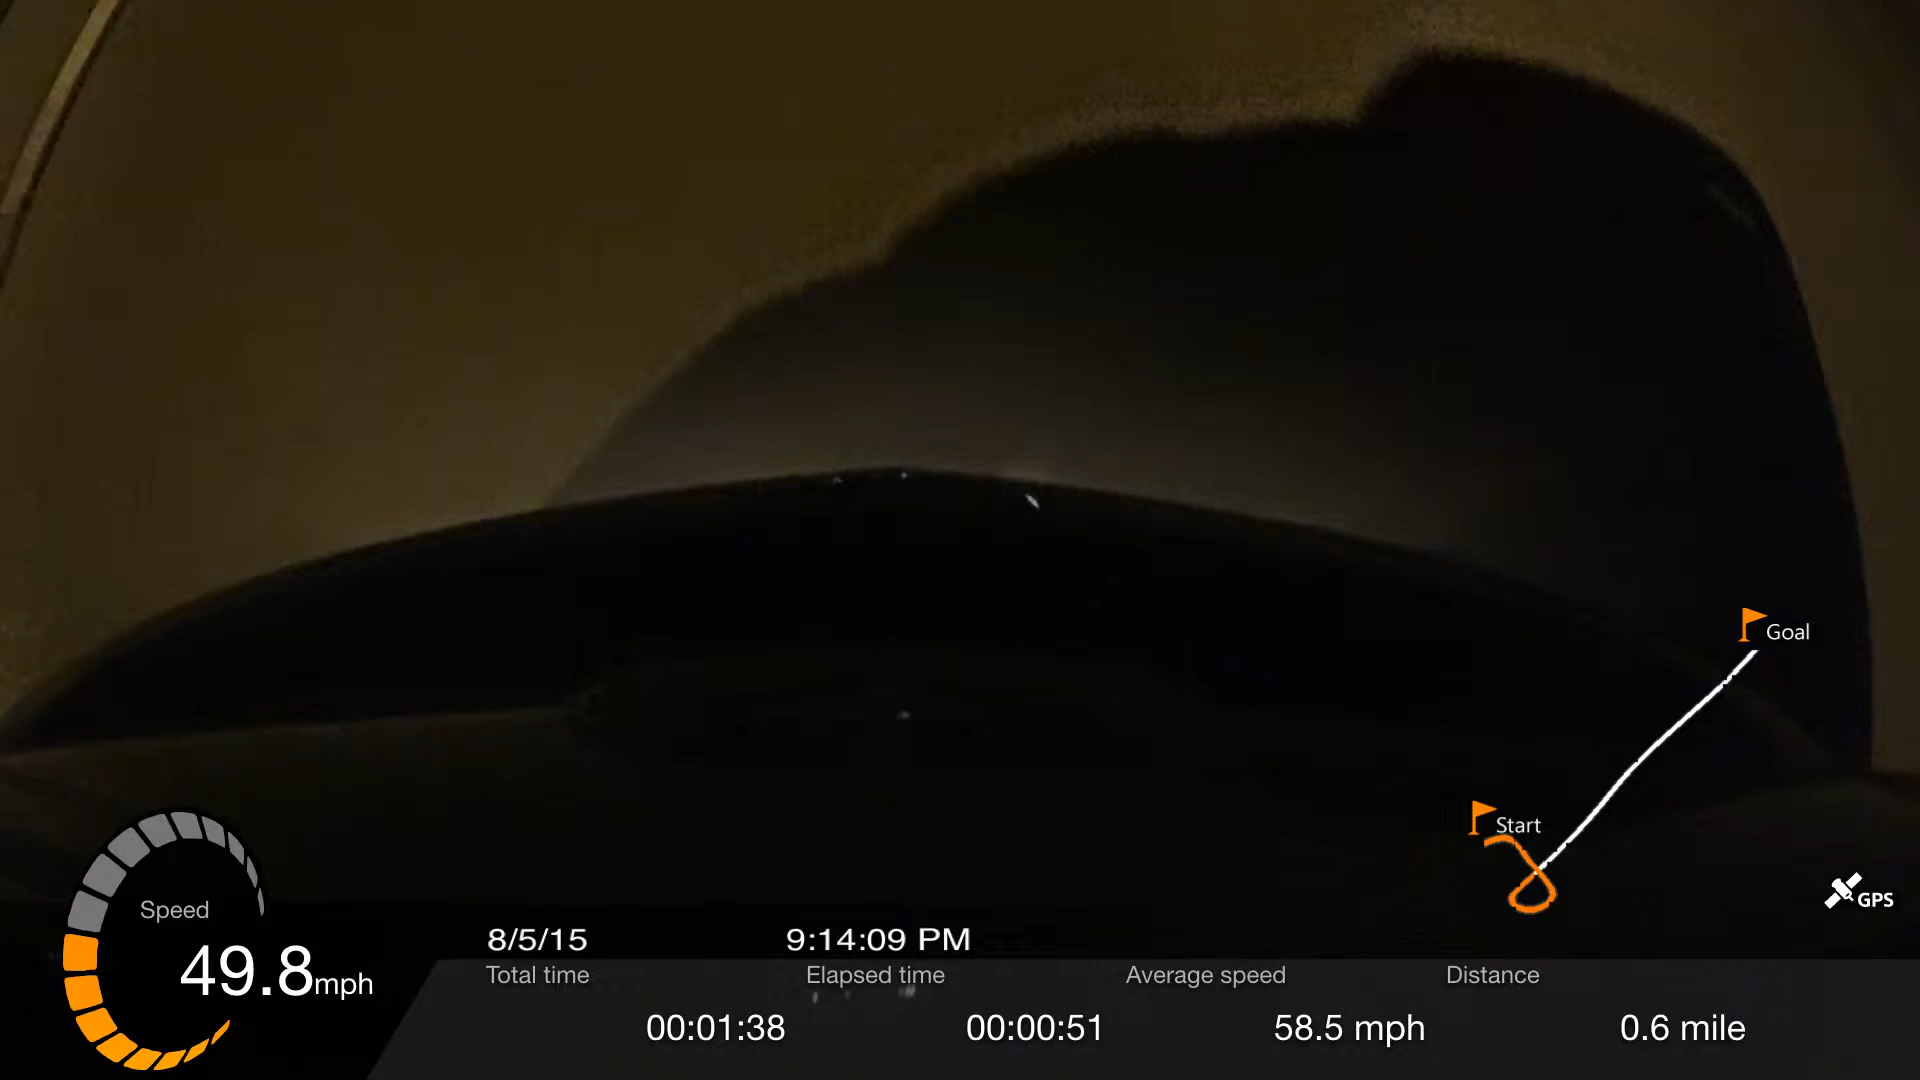 Goal
Start
GPS
Speed
49.8mph
8/5/15
9:14:09 PM
Total time
Elapsed time
Average speed
Distance
00:01:38
00:00:51
58.5 mph
0.6 mile